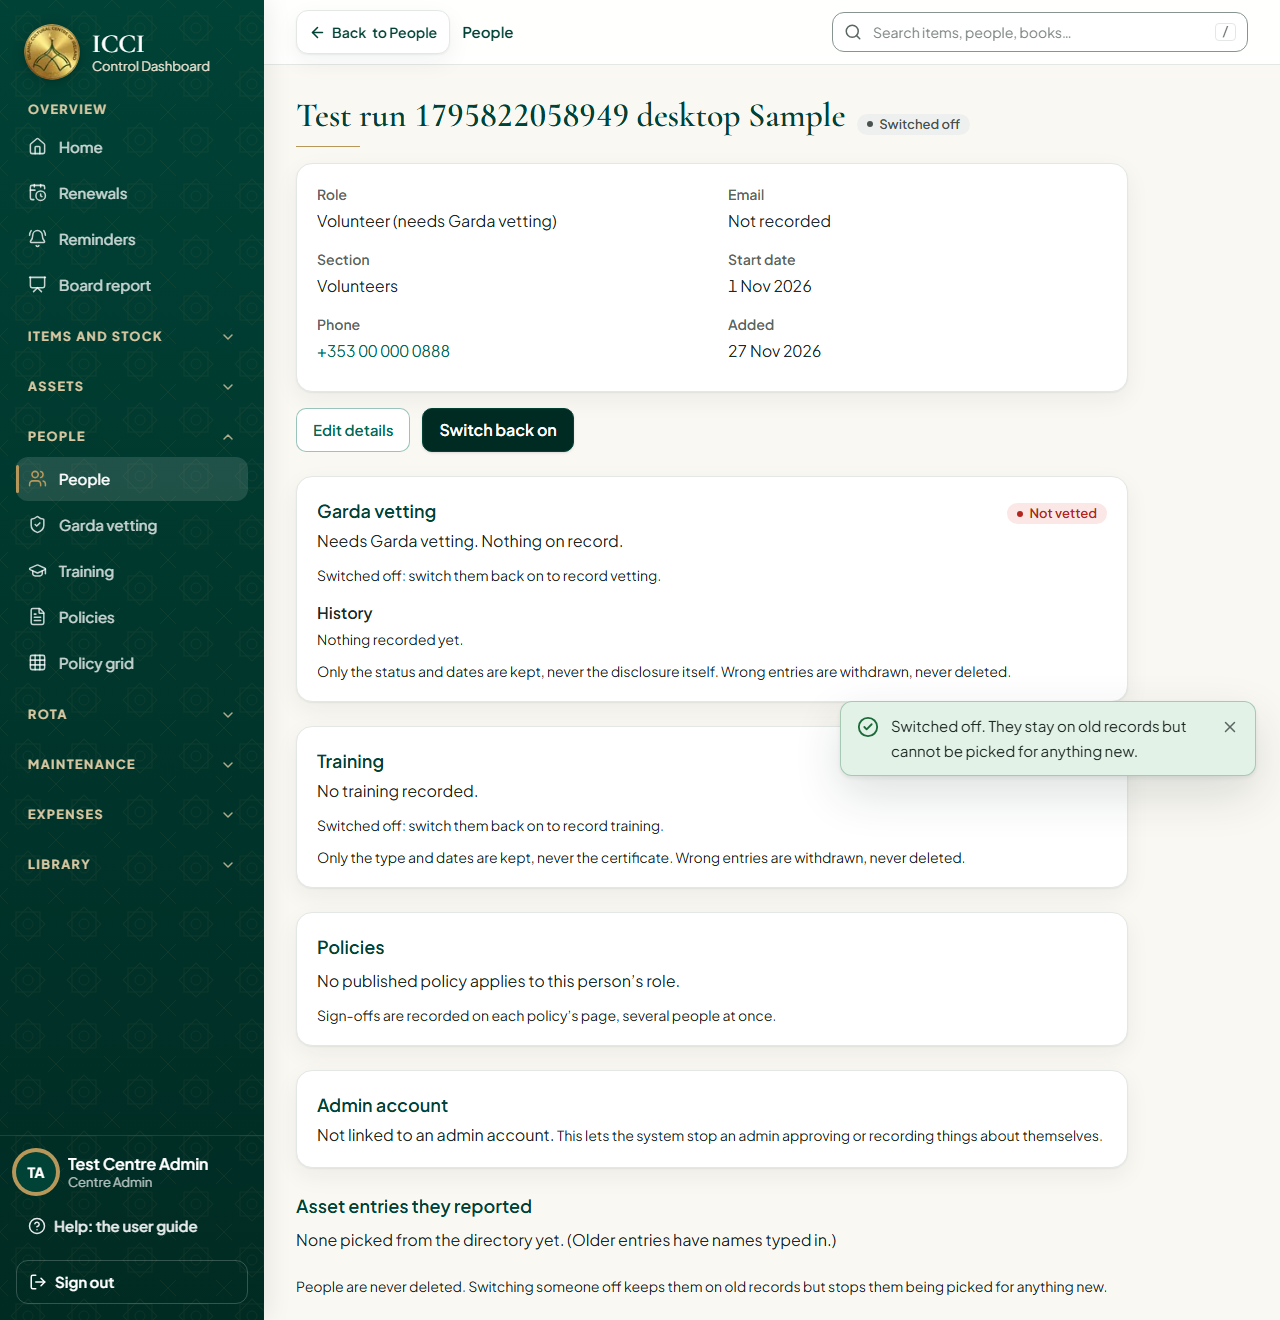 ICCI
Control Dashboard
OVERVIEW
Home
Renewals
Reminders
Board report
ITEMS AND STOCK
ASSETS
PEOPLE
People
Garda vetting
Training
Policies
Policy grid
ROTA
MAINTENANCE
EXPENSES
LIBRARY
TA
Test Centre Admin
Centre Admin
Help: the user guide
Sign out
Back to People
People
Search items, people, books...
/
Test run 1795822058949 desktop Sample
Switched off
Role
Volunteer (needs Garda vetting)
Email
Not recorded
Section
Volunteers
Start date
1 Nov 2026
Phone
+353 00 000 0888
Added
27 Nov 2026
Edit details
Switch back on
Garda vetting
Not vetted
Needs Garda vetting. Nothing on record.
Switched off: switch them back on to record vetting.
History
Nothing recorded yet.
Only the status and dates are kept, never the disclosure itself. Wrong entries are withdrawn, never deleted.
Switched off. They stay on old records but
cannot be picked for anything new.
Training
No training recorded.
Switched off: switch them back on to record training.
Only the type and dates are kept, never the certificate. Wrong entries are withdrawn, never deleted.
Policies
No published policy applies to this person's role.
Sign-offs are recorded on each policy's page, several people at once.
Admin account
Not linked to an admin account. This lets the system stop an admin approving or recording things about themselves.
Asset entries they reported
None picked from the directory yet. (Older entries have names typed in.)
People are never deleted. Switching someone off keeps them on old records but stops them being picked for anything new.